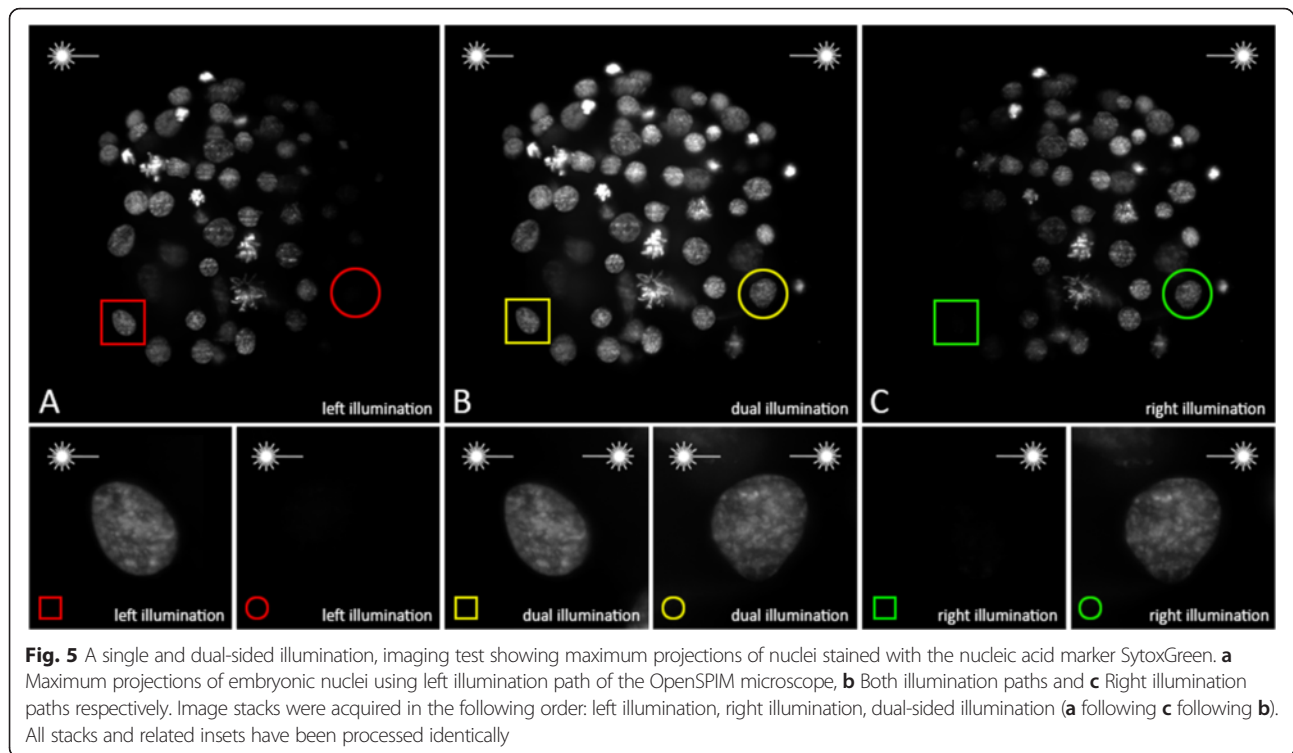 A
left illumination
B
dual illumination
C
right illumination
left illumination
left illumination
dual illumination
dual illumination
right illumination
right illumination
Fig. 5 A single and dual-sided illumination, imaging test showing maximum projections of nuclei stained with the nucleic acid marker SytoxGreen. a
Maximum projections of embryonic nuclei using left illumination path of the OpenSPIM microscope, b Both illumination paths and c Right illumination
paths respectively. Image stacks were acquired in the following order: left illumination, right illumination, dual-sided illumination (a following c following b).
All stacks and related insets have been processed identically